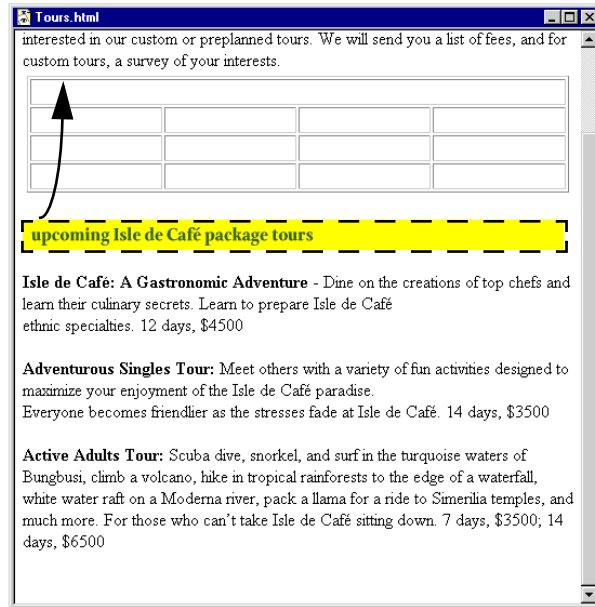 Tours.html
interested in our custom or preplanned tours. We will send you a list of fees, and for
custom tours, a survey of your interests.
upcoming Isle de Café package tours
Isle de Café: A Gastronomic Adventure - Dine on the creations of top chefs and
learn their culinary secrets. Learn to prepare Isle de Café
ethnic specialties. 12 days, $4500
Adventurous Singles Tour: Meet others with a variety of fun activities designed to
maximize your enjoyment of the Isle de Café paradise.
Everyone becomes friendlier as the stresses fade at Isle de Café. 14 days, $3500
Active Adults Tour: Scuba dive, snorkel, and surf in the turquoise waters of
Bungbusi, climb a volcano, hike in tropical rainforests to the edge of a waterfall,
white water raft on a Moderna river, pack a llama for a ride to Simerilia temples, and
much more. For those who can't take Isle de Café sitting down. 7 days, $3500; 14
days, $6500